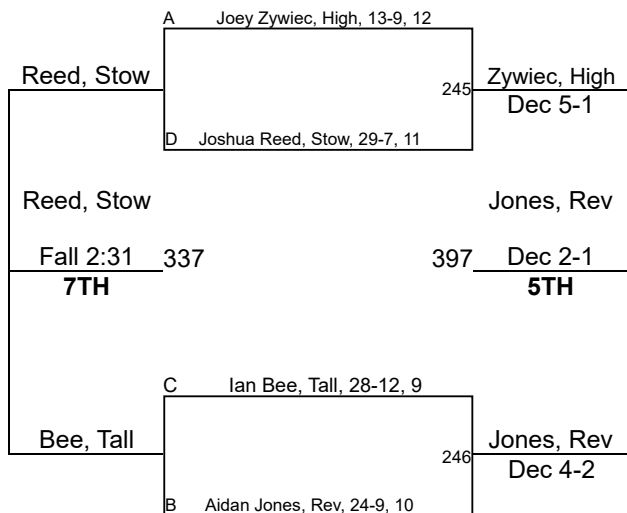 A Joey Zywiec, High, 13-9, 12
Reed, Stow
245
Zywiec, High
Dec 5-1
D Joshua Reed, Stow, 29-7, 11
Reed, Stow
Jones, Rev
Fall 2:31
337
397
Dec 2-1
7TH
5TH
C Ian Bee, Tall, 28-12, 9
Bee, Tall
246
Jones, Rev
Dec 4-2
B Aidan Jones, Rev, 24-9, 10